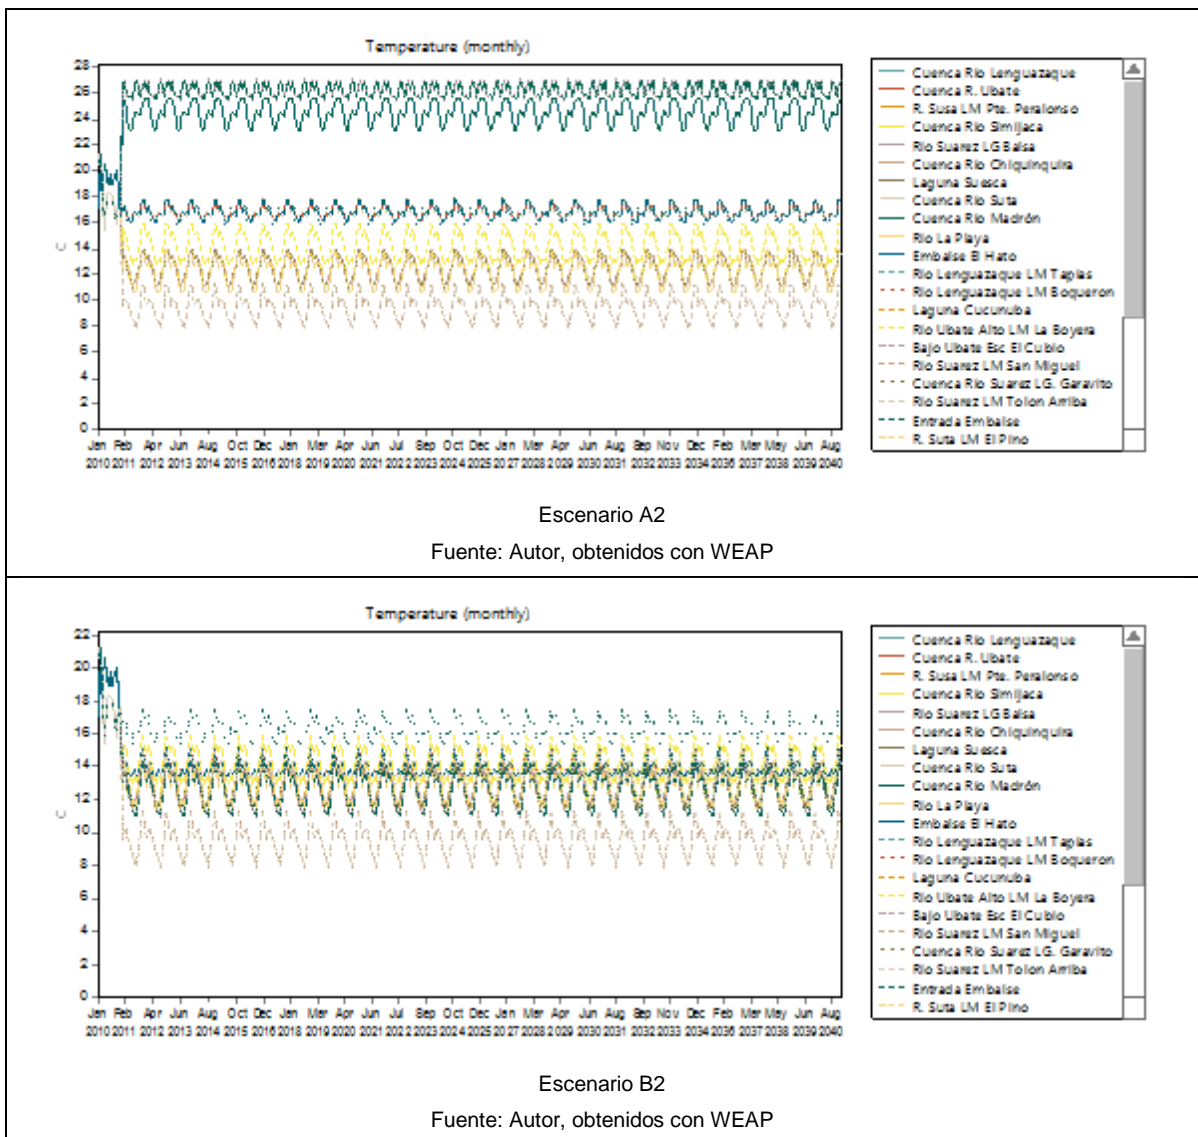 Temperature (monthly)
28
26
24
22
20
18
16
14
12
10
8
6
4
2
0
C
Jan Feb Apr Jun Aug Oct Dec Jan Mar Apr Jun Jul Sep Oct Dec Jan Mar Apr Jun Aug Sep Nov Dec Feb Mar May Jun Aug
2010 2011 2012 2013 2014 2015 2016 2018 2019 2020 2021 2022 2023 2024 2025 2027 2028 2029 2030 2031 2032 2033 2034 2036 2037 2038 2039 2040
Cuenca Río Lenguazaque
Cuenca R. Ubate
R. Susa LM Pte. Peralonso
Cuenca Río Simijaca
Rio Suarez LG Balsa
Cuenca Río Chiquinquira
Laguna Suesca
Cuenca Río Suta
Cuenca Río Madrón
Rio La Playa
Embalse El Hato
Rio Lenguazaque LM Tapias
Rio Lenguazaque LM Boqueron
Laguna Cucunuba
Rio Ubate Alto LM La Boyera
Bajo Ubate Esc El Cubio
Rio Suarez LM San Miguel
Cuenca Río Suarez LG. Garavito
Rio Suarez LM Tolon Arriba
Entrada Embalse
R. Suta LM El Pino
Escenario A2
Fuente: Autor, obtenidos con WEAP
Temperature (monthly)
22
20
18
16
14
12
10
8
6
4
2
0
C
Jan Feb Apr Jun Aug Oct Dec Jan Mar Apr Jun Jul Sep Oct Dec Jan Mar Apr Jun Aug Sep Nov Dec Feb Mar May Jun Aug
2010 2011 2012 2013 2014 2015 2016 2018 2019 2020 2021 2022 2023 2024 2025 2027 2028 2029 2030 2031 2032 2033 2034 2036 2037 2038 2039 2040
Cuenca Río Lenguazaque
Cuenca R. Ubate
R. Susa LM Pte. Peralonso
Cuenca Río Simijaca
Rio Suarez LG Balsa
Cuenca Río Chiquinquira
Laguna Suesca
Cuenca Río Suta
Cuenca Río Madrón
Rio La Playa
Embalse El Hato
Rio Lenguazaque LM Tapias
Rio Lenguazaque LM Boqueron
Laguna Cucunuba
Rio Ubate Alto LM La Boyera
Bajo Ubate Esc El Cubio
Rio Suarez LM San Miguel
Cuenca Río Suarez LG. Garavito
Rio Suarez LM Tolon Arriba
Entrada Embalse
R. Suta LM El Pino
Escenario B2
Fuente: Autor, obtenidos con WEAP